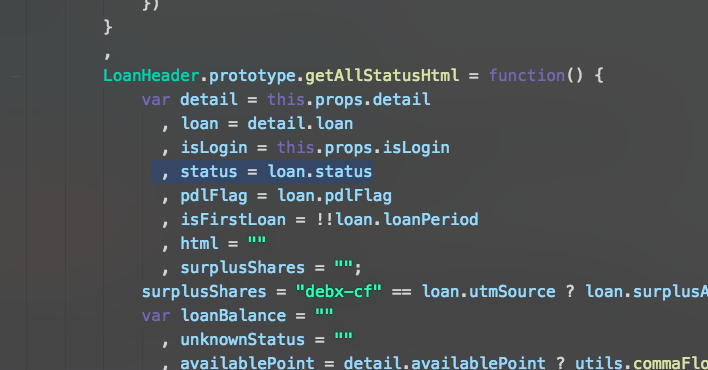 })
}
,
LoanHeader.prototype.getAllStatusHtml = function() {
var detail = this.props.detail
, loan = detail.loan
, isLogin = this.props.isLogin
, status = loan.status
, pdlFlag = loan.pdlFlag
, isFirstLoan = !!loan.loanPeriod
, html = ""
, surplusShares = "";
surplusShares = "debx-cf" == loan.utmSource ? loan.surplusA
var loanBalance = ""
, unknownStatus = ""
, availablePoint = detail.availablePoint ? utils.commaFlo